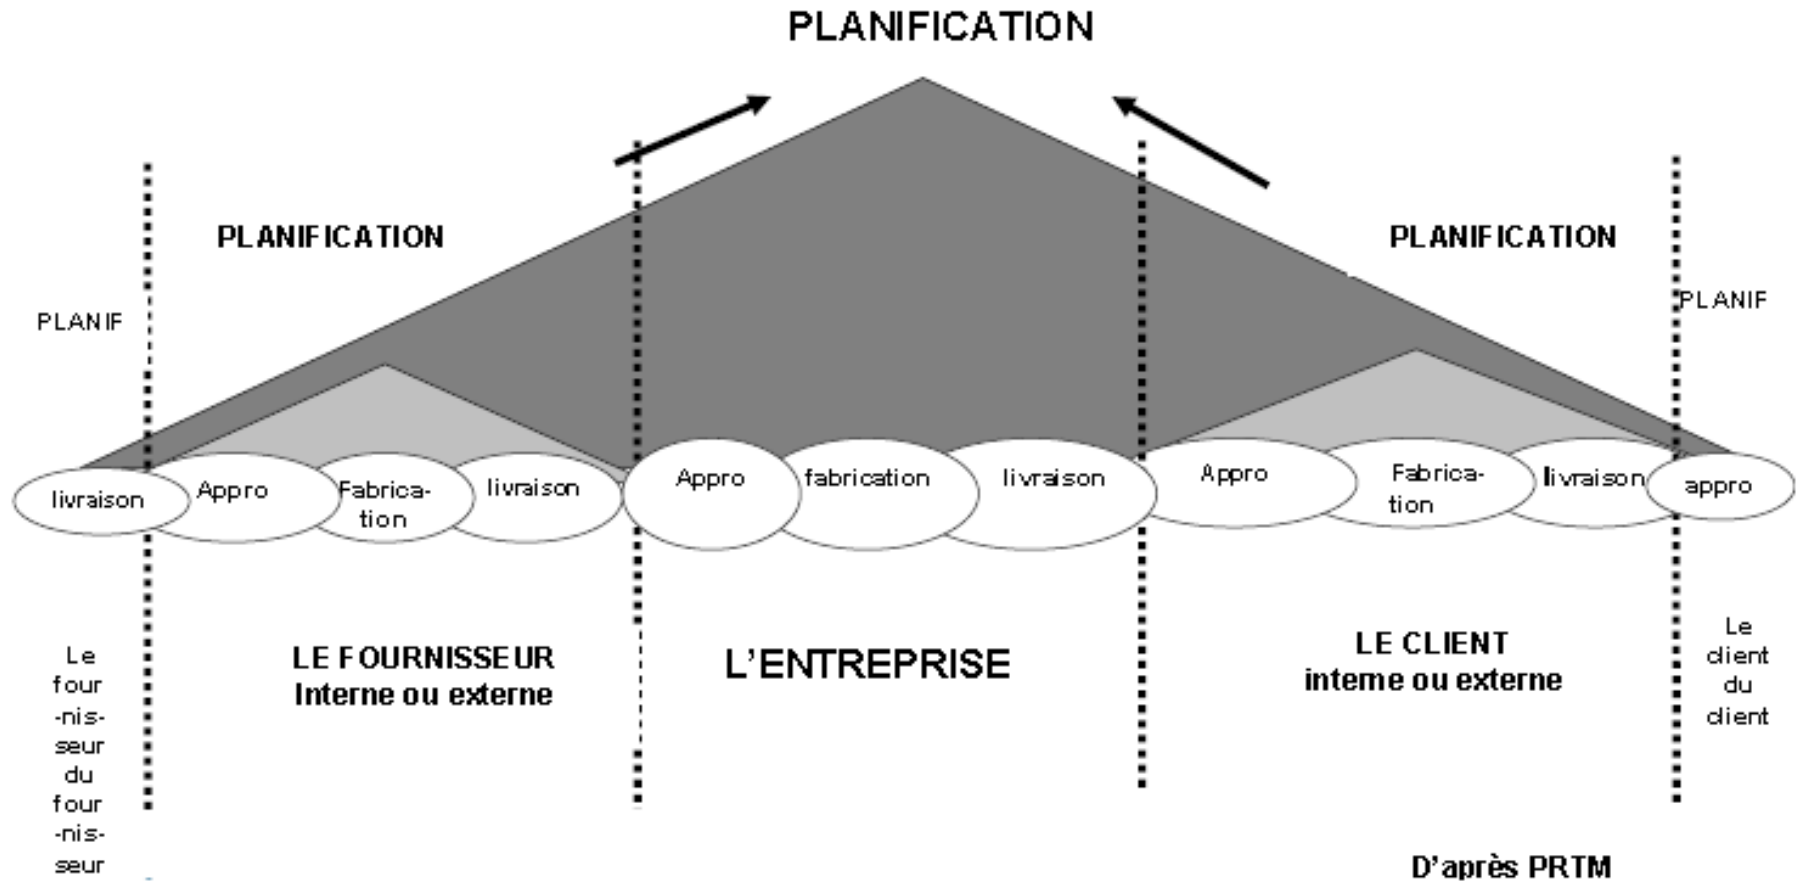 PLANIFICATION
PLANIFICATION
PLANIFICATION
PLANIF
PLANIF
livraison
Appro
Fabrica-
tion
livraison
Appro
fabrication
livraison
Appro
Fabrica-
tion
livraison
appro
Le
four
-nis-
seur
du
four
-nis-
seur
LE FOURNISSEUR
Interne ou externe
L'ENTREPRISE
LE CLIENT
interne ou externe
Le
client
du
client
D'après PRTM